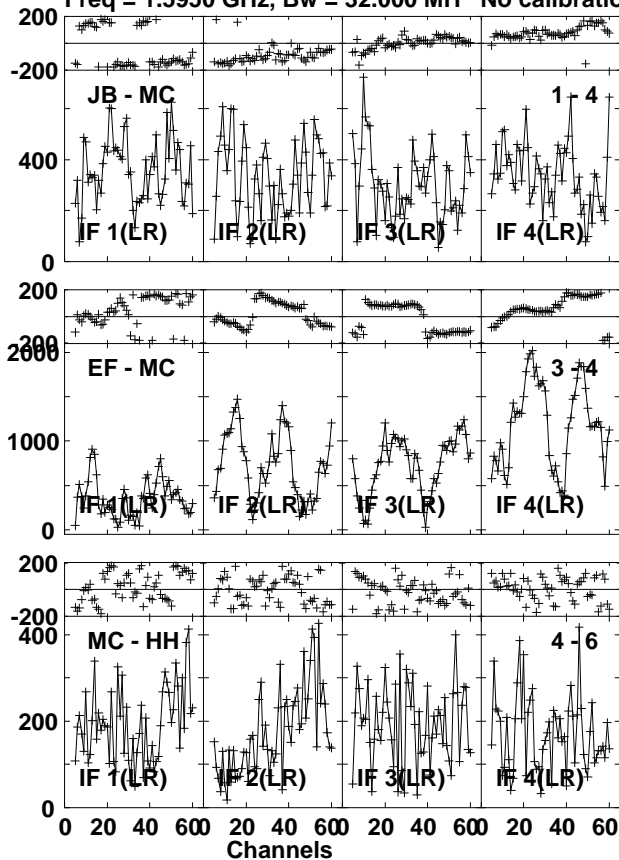 Freq = 1.5950 GHz, Bw = 32.000 MH No calibratio
200
-200
JB - MC
1 - 4
400
IF 1(LR) IF 2(LR) IF 3(LR) IF 4(LR)
0
200
-200
2000
EF - MC
3 - 4
1000
IF 1(LR) IF 2(LR) IF 3(LR) IF 4(LR)
0
200
-200
400
MC - HH
4 - 6
200
IF 1(LR) IF 2(LR) IF 3(LR) IF 4(LR)
0
0 20 40 60 0 20 40 60 0 20 40 60 0 20 40 60
Channels